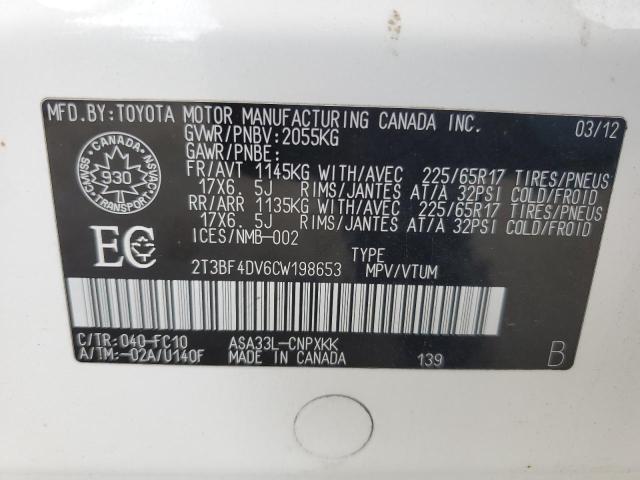 MFD.BY:TOYOTA MOTOR MANUFACTURING CANADA INC. 03/12
GVWR/PNBV:2055KG
GAWR/PNBE:
FR/AVT 1145KG WITH/AVEC 225/65R17 TIRES/PNEUS
17X6.5J RIMS/JANTES AT/A 32PSI COLD/FROID
RR/ARR 1135KG WITH/AVEC 225/65R17 TIRES/PNEUS
17X6.5J RIMS/JANTES AT/A 32PSI COLD/FROID
ICES/NMB-002
CANADA
930
TRANSPORT
CMVSS
NSVAC
EC
TYPE
2T3BF4DV6CW198653 MPV/VTUM
C/TR:040-FC10 ASA33L-CNPXKK
A/TM:-02A/U140F MADE IN CANADA 139 B